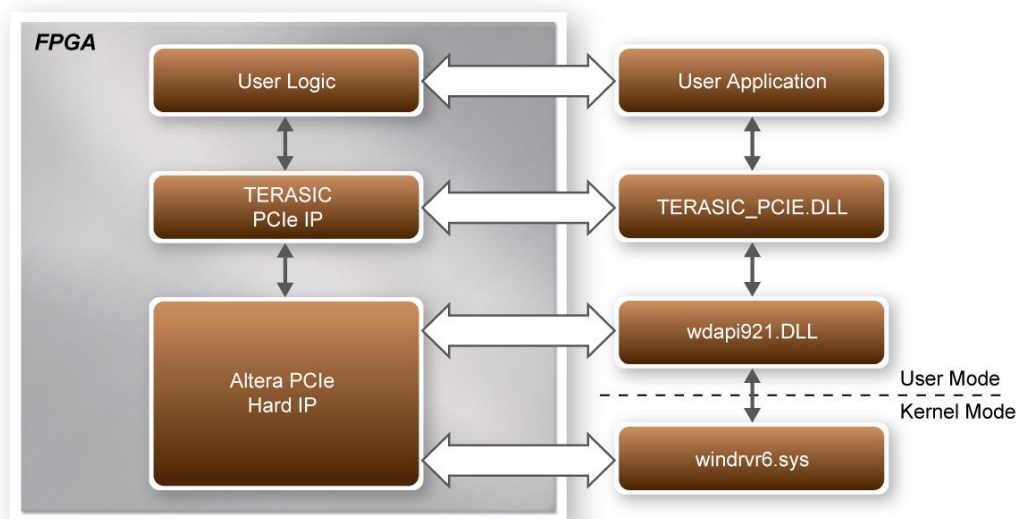 FPGA
User Logic
User Application
TERASIC
PCIe IP
TERASIC_PCIE.DLL
Altera PCIe
Hard IP
wdapi921.DLL
User Mode
Kernel Mode
windrvr6.sys